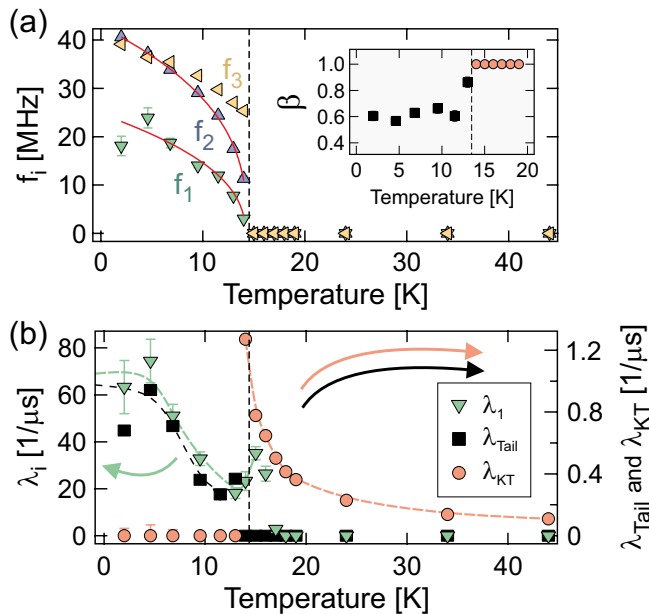 (a)
f_i [MHz]
40
30
20
10
0
f_3
f_2
f_1
β
1.0
0.8
0.6
0.4
0 5 10 15 20
Temperature [K]
0 10 20 30 40
Temperature [K]
(b)
λ_i [1/μs]
80
60
40
20
0
λ_1
λ_Tail
λ_KT
1.2
0.8
0.4
0
λ_Tail and λ_KT [1/μs]
0 10 20 30 40
Temperature [K]